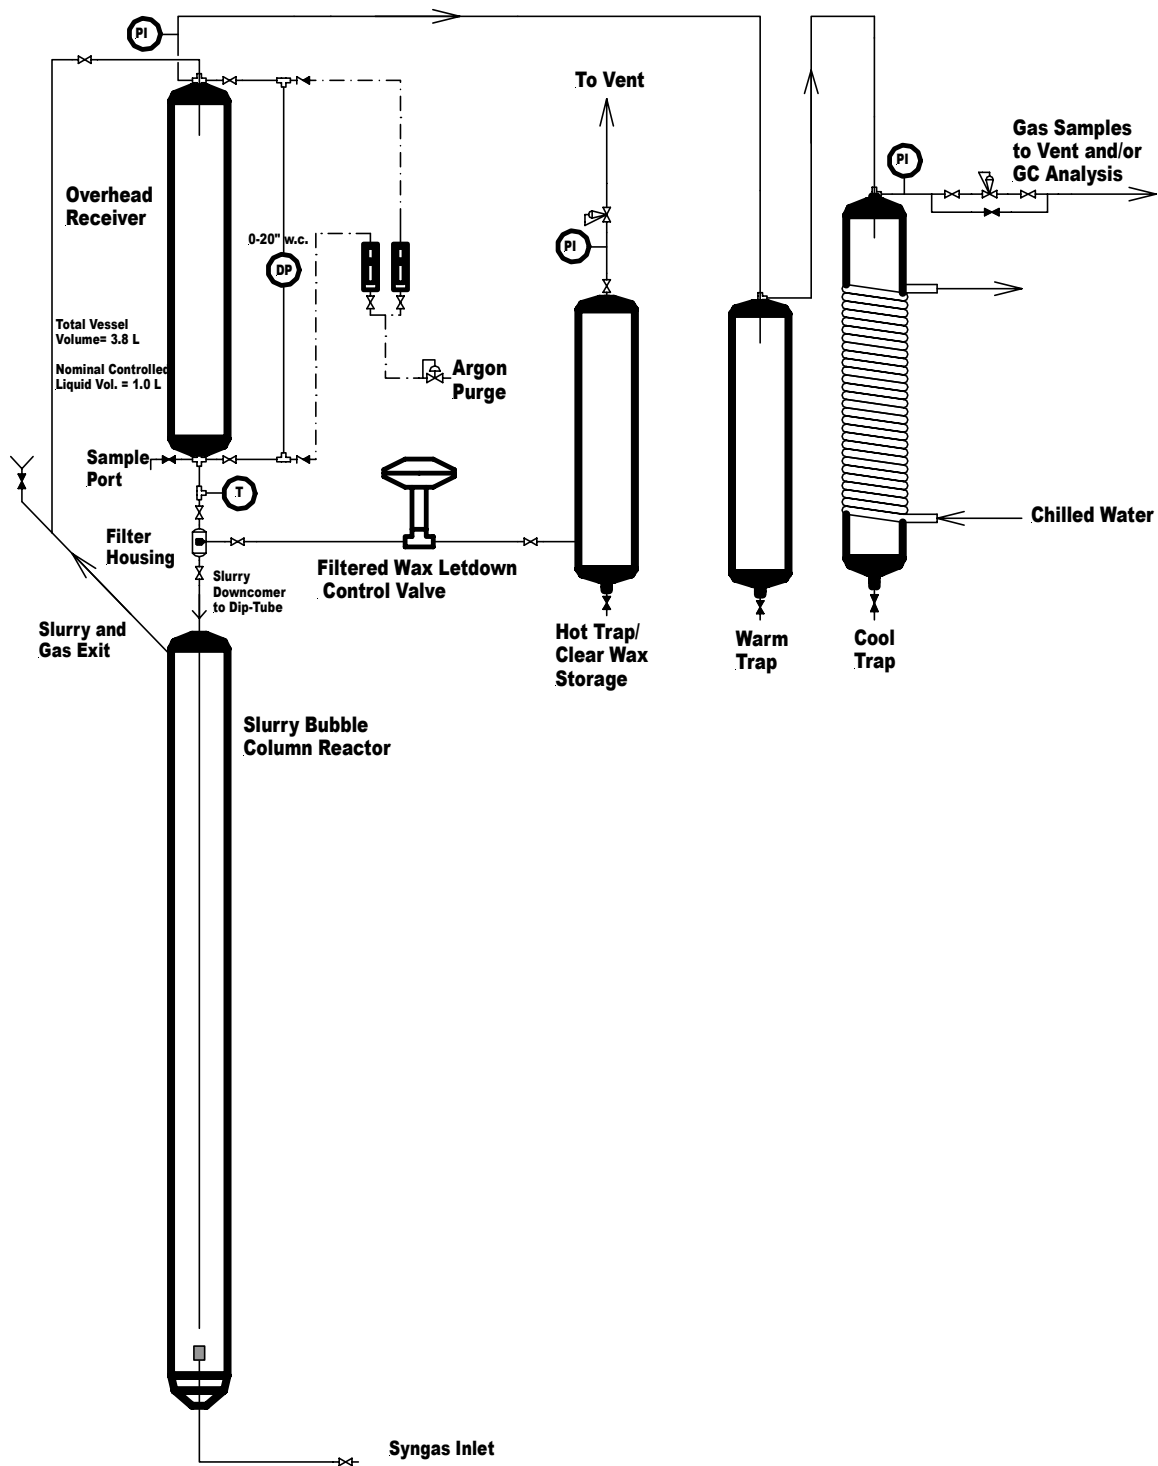 PI
To Vent
Gas Samples
to Vent and/or
GC Analysis
PI
Overhead
Receiver
0-20" w.c.
DP
PI
Total Vessel
Volume= 3.8 L
Nominal Controlled
Liquid Vol. = 1.0 L
Argon
Purge
Sample
Port
T
Chilled Water
Filter
Housing
Filtered Wax Letdown
Control Valve
Slurry
Downcomer
to Dip-Tube
Slurry and
Gas Exit
Hot Trap/
Clear Wax
Storage
Warm
Trap
Cool
Trap
Slurry Bubble
Column Reactor
Syngas Inlet